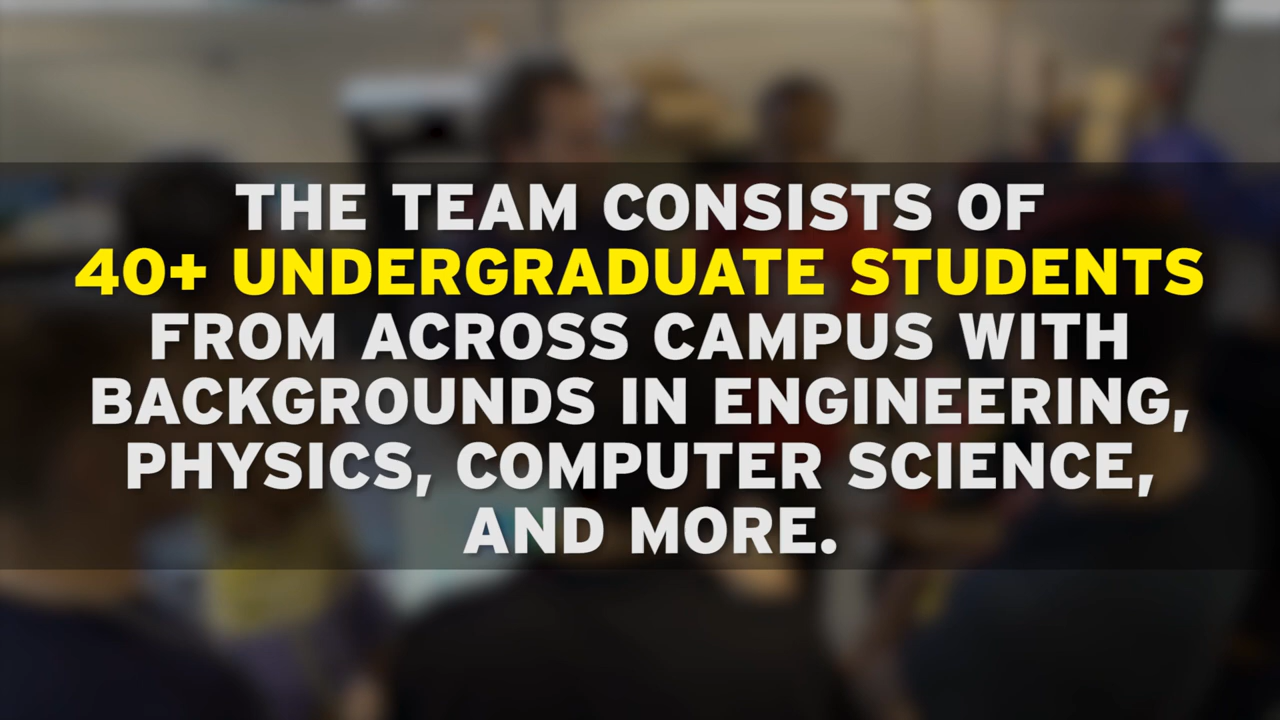 THE TEAM CONSISTS OF
40+ UNDERGRADUATE STUDENTS
FROM ACROSS CAMPUS WITH
BACKGROUNDS IN ENGINEERING,
PHYSICS, COMPUTER SCIENCE,
AND MORE.